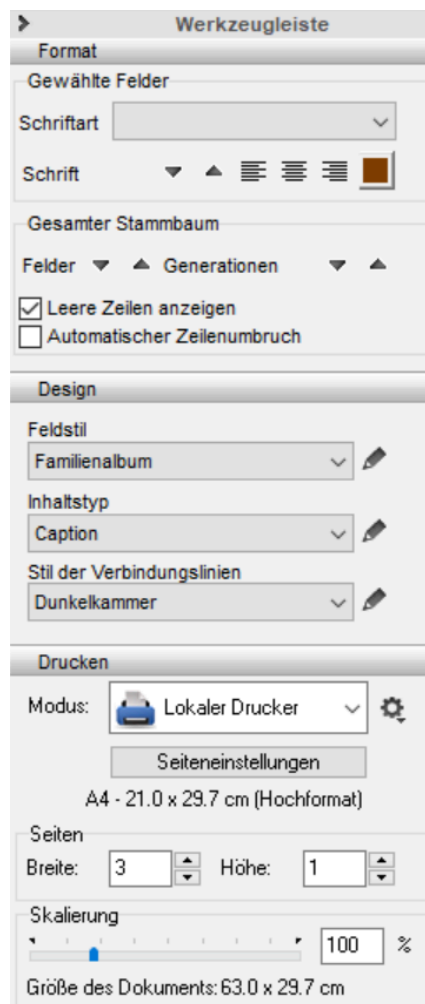 Werkzeugleiste
Format
Gewählte Felder
Schriftart
Schrift
Gesamter Stammbaum
Felder Generationen
Leere Zeilen anzeigen
Automatischer Zeilenumbruch
Design
Feldstil
Familienalbum
Inhaltstyp
Caption
Stil der Verbindungslinien
Dunkelkammer
Drucken
Modus: Lokaler Drucker
Seiteneinstellungen
A4 - 21.0 x 29.7 cm (Hochformat)
Seiten
Breite: 3 Höhe: 1
Skalierung
100 %
Größe des Dokuments: 63.0 x 29.7 cm